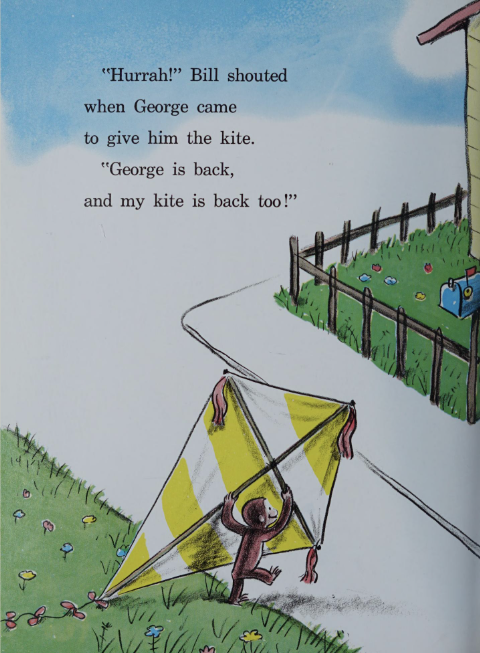 "Hurrah!" Bill shouted
when George came
to give him the kite.
"George is back,
and my kite is back too!"